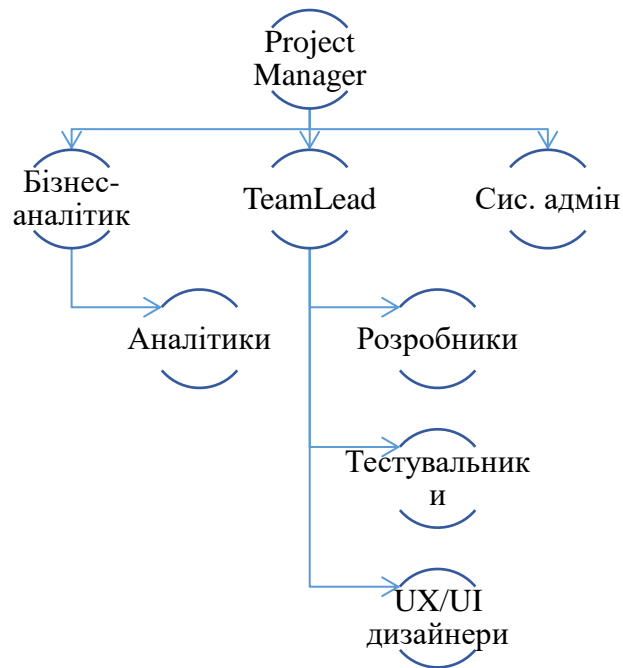 Project
Manager
Бізнес-
аналітик
TeamLead
Сис. адмін
Аналітики
Розробники
Тестувальник
и
UX/UI
дизайнери